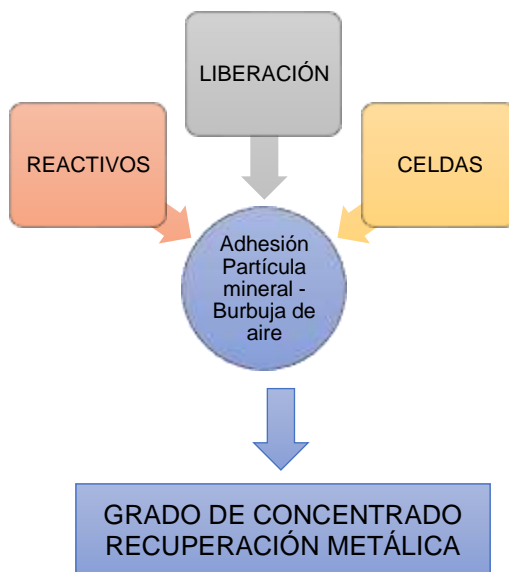 LIBERACIÓN
REACTIVOS
CELDAS
Adhesión
Partícula
mineral -
Burbuja de
aire
GRADO DE CONCENTRADO
RECUPERACIÓN METÁLICA